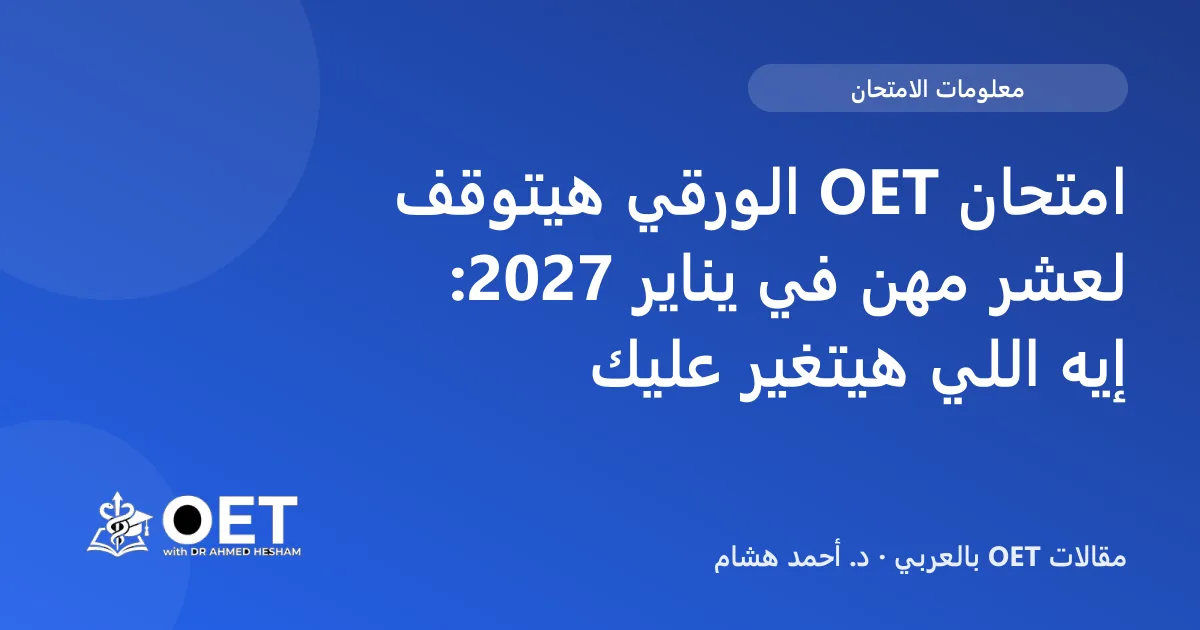 معلومات الامتحان
امتحان OET الورقي هيتوقف
لعشر مهن في يناير 2027:
إيه اللي هيتغير عليك
OET
with DR AHMED HESHAM
مقالات OET بالعربي · د. أحمد هشام